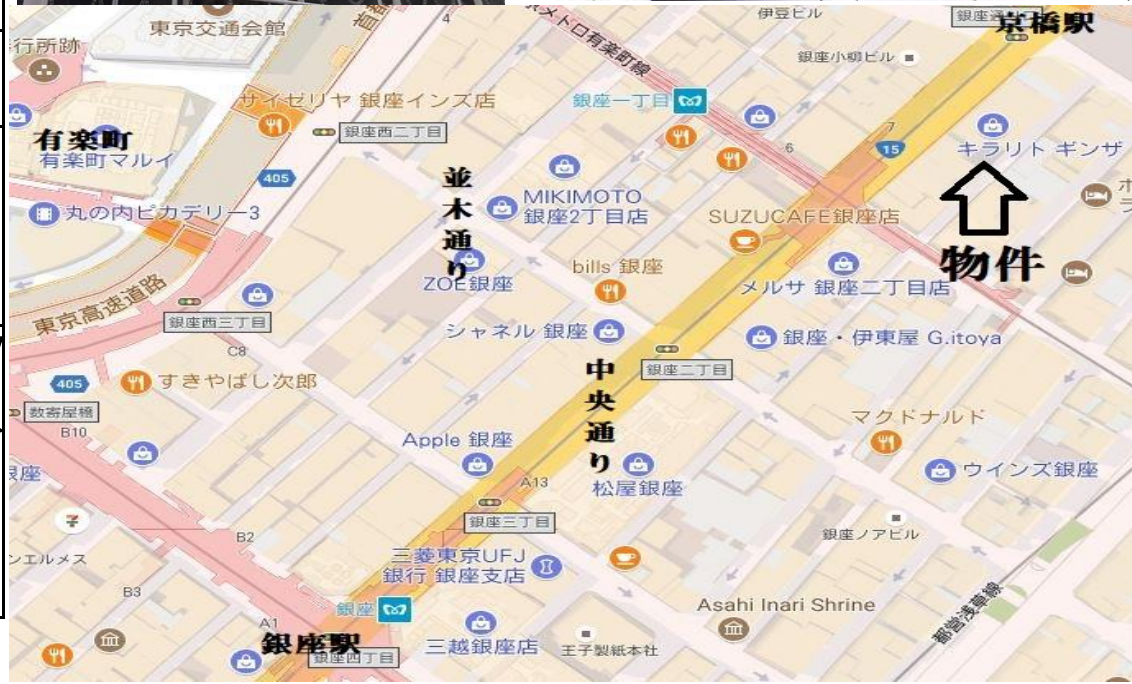 4
伊豆ビル
銀座通
京橋駅
東京交通会館
行所跡
メトロ有楽町線
銀座小柳ビル
サイゼリヤ 銀座インズ店
銀座一丁目
銀座西二丁目
7
有楽町
有楽町マルイ
6
15
キラリト ギンザ
405
並木通り
MIKIMOTO
銀座2丁目店
丸の内ピカデリー3
SUZUCAFE銀座店
物件
bills 銀座
ZOE銀座
メルサ 銀座二丁目店
東京高速道路
銀座西三丁目
シャネル 銀座
銀座・伊東屋 G.itoya
C8
中央通り
銀座二丁目
405
すきやばし次郎
数寄屋橋
B10
マクドナルド
Apple 銀座
ウインズ銀座
銀座
A13
松屋銀座
銀座三丁目
銀座ノアビル
B2
エルメス
三菱東京UFJ
銀行 銀座支店
B3
都営浅草線
Asahi Inari Shrine
銀座
A1
銀座駅
銀座四丁目
三越銀座店
王子製紙本社